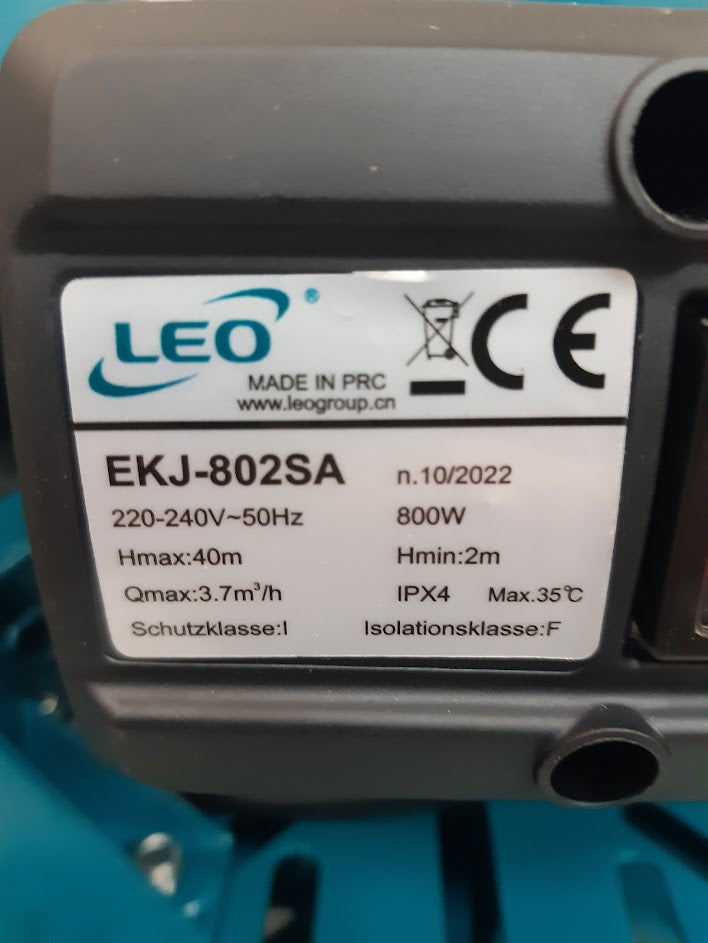 LEO®
CE
MADE IN PRC
www.leogroup.cn
EKJ-802SA n.10/2022
220-240V~50Hz 800W
Hmax:40m Hmin:2m
Qmax:3.7m³/h IPX4 Max.35℃
Schutzklasse:I Isolationsklasse:F